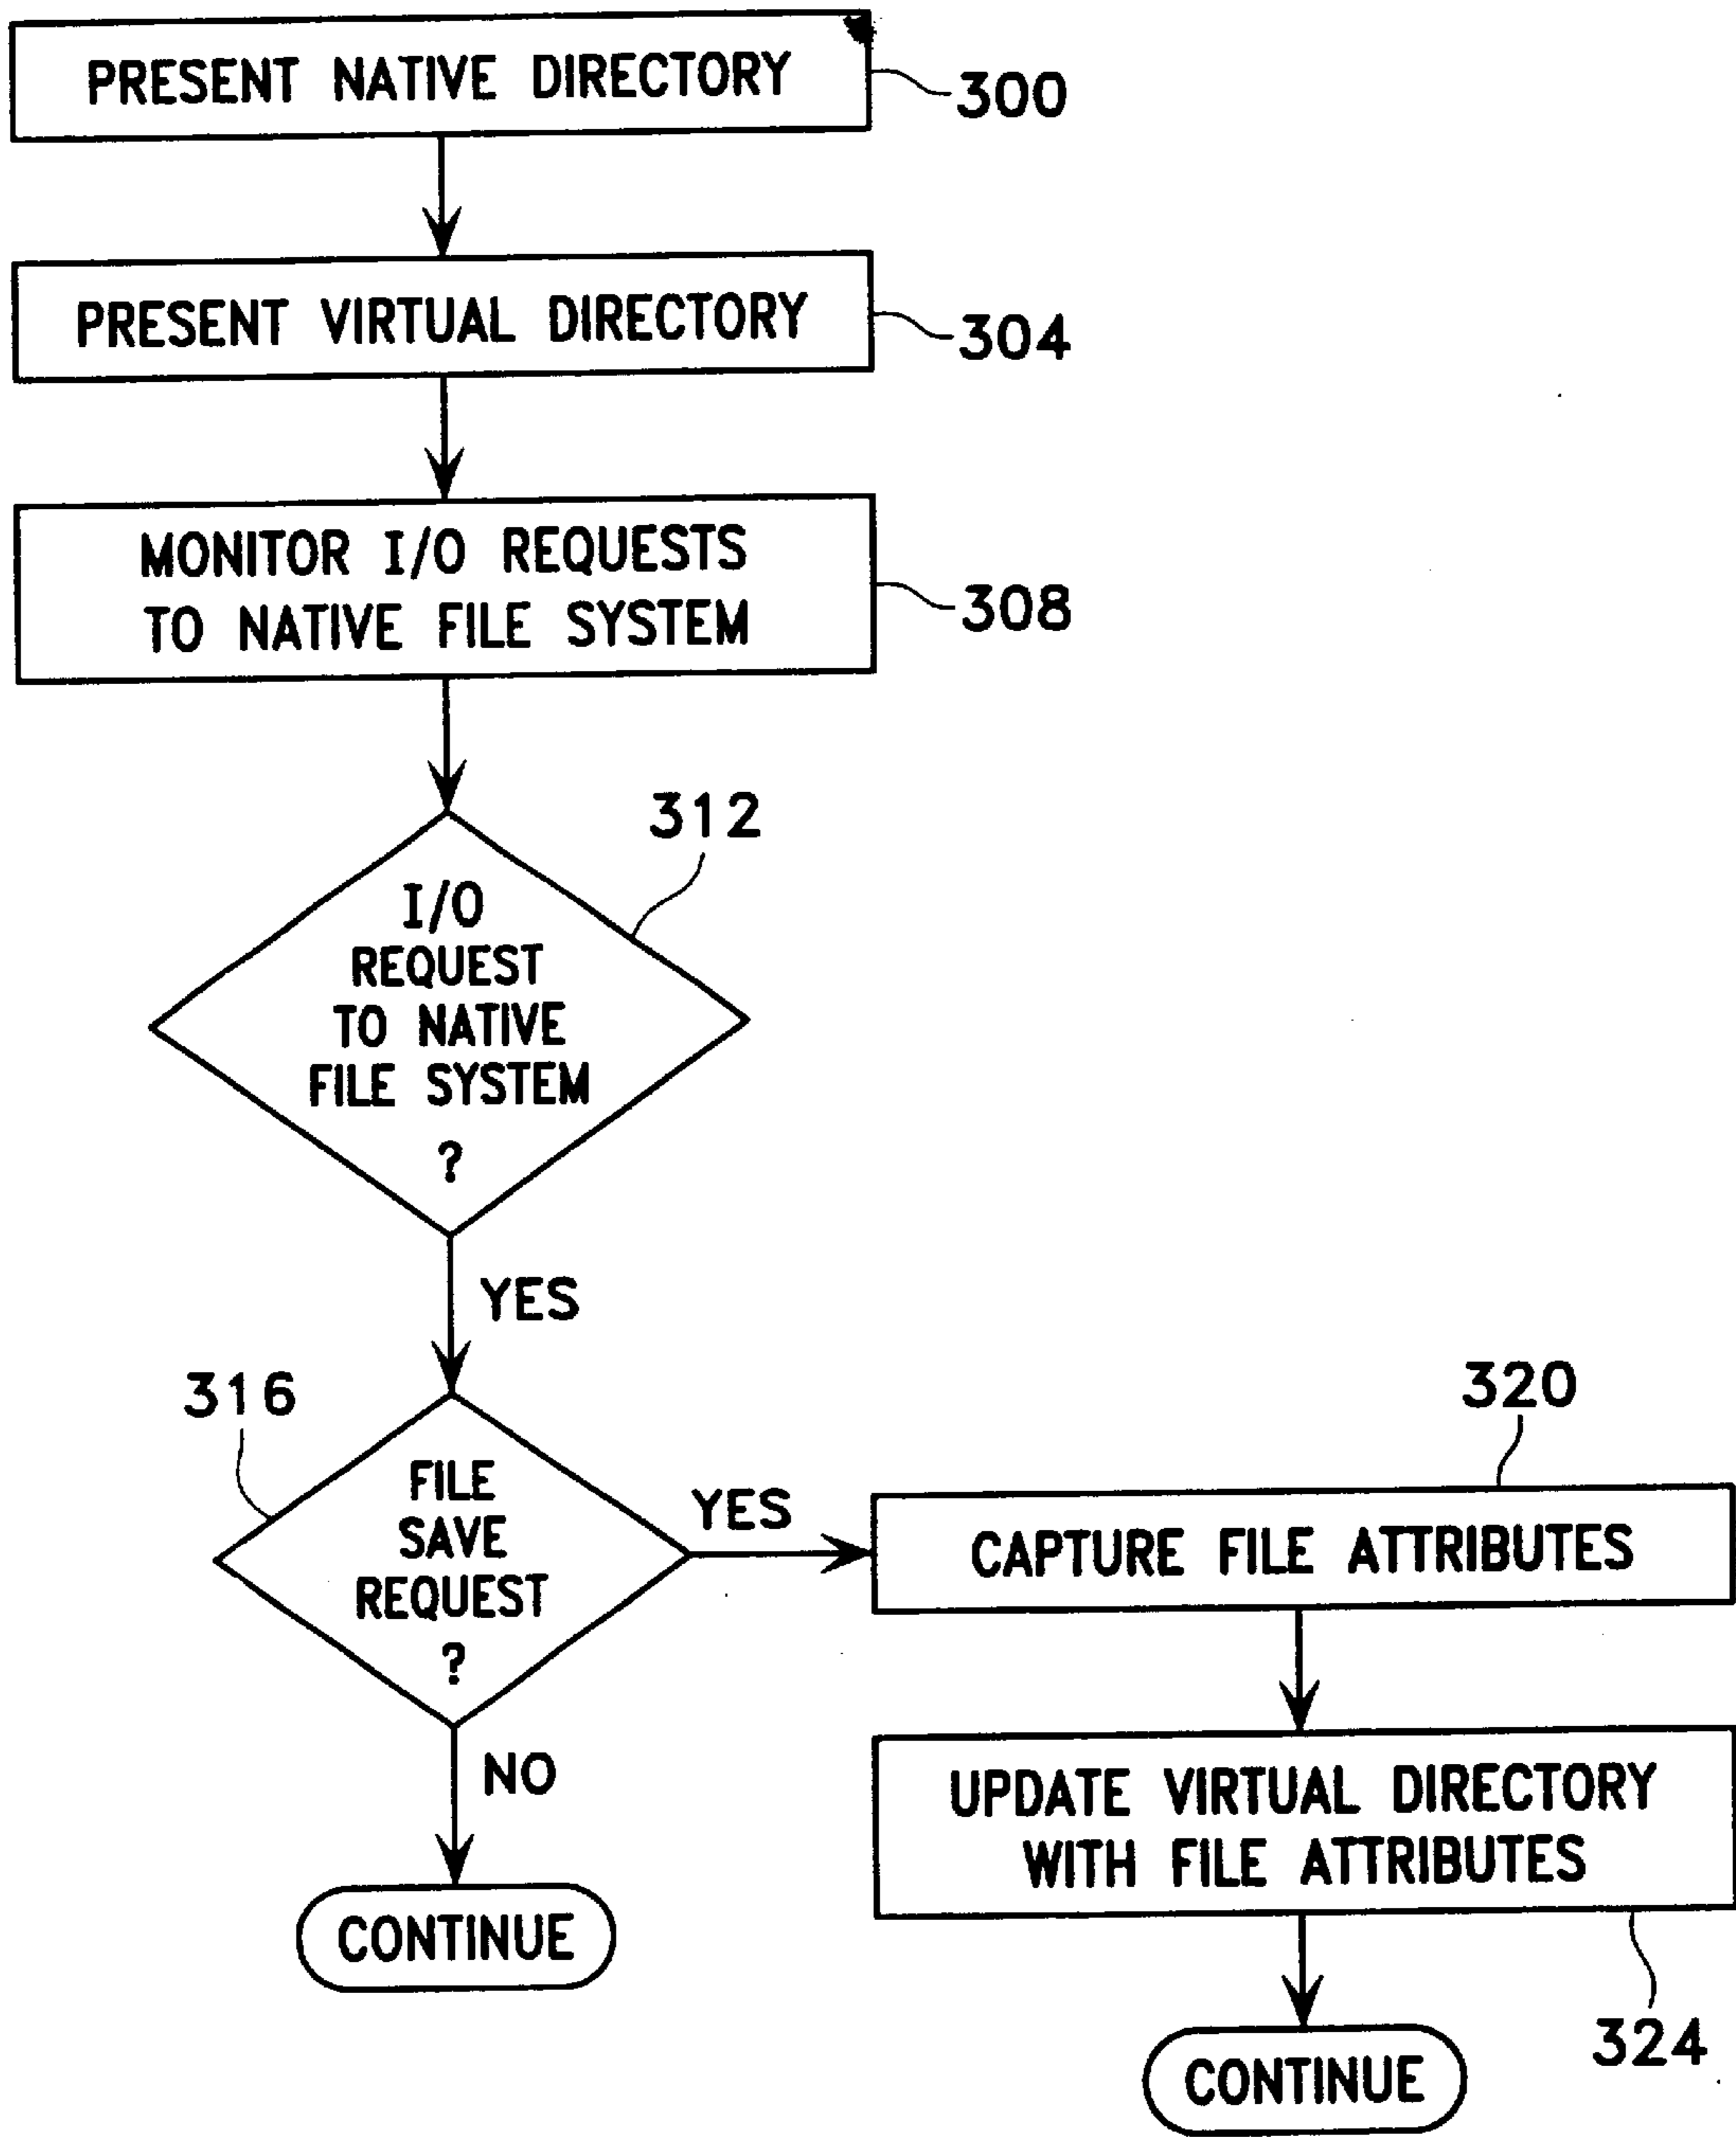 PRESENT NATIVE DIRECTORY
300
PRESENT VIRTUAL DIRECTORY
304
MONITOR I/O REQUESTS
TO NATIVE FILE SYSTEM
308
312
I/O
REQUEST
TO NATIVE
FILE SYSTEM
?
YES
316
FILE
SAVE
REQUEST
?
YES
320
CAPTURE FILE ATTRIBUTES
NO
UPDATE VIRTUAL DIRECTORY
WITH FILE ATTRIBUTES
324
CONTINUE
CONTINUE